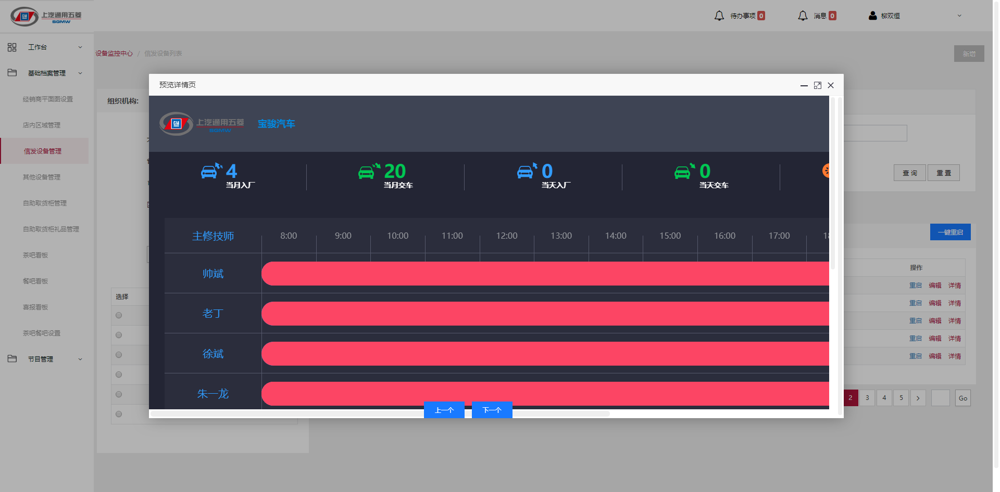 上汽通用五菱
SGMW
待办事项 0
消息 0
柳双恒
工作台
基础档案管理
经销商平面图设置
店内区域管理
信发设备管理
其他设备管理
自助取货柜管理
自助取货柜礼品管理
茶吧看板
餐吧看板
喜报看板
茶吧餐吧设置
节目管理
设备监控中心 / 信发设备列表
新增
组织机构:
查 询 重 置
一键重启
选择
操作
重启 编辑 详情
重启 编辑 详情
重启 编辑 详情
重启 编辑 详情
重启 编辑 详情
2 3 4 5 > Go
预览详情页
GM 上汽通用五菱 宝骏汽车
SGMW
4 20 0 0
当月入厂 当月交车 当天入厂 当天交车
主修技师 8:00 9:00 10:00 11:00 12:00 13:00 14:00 15:00 16:00 17:00
帅斌
老丁
徐斌
朱一龙
上一个 下一个